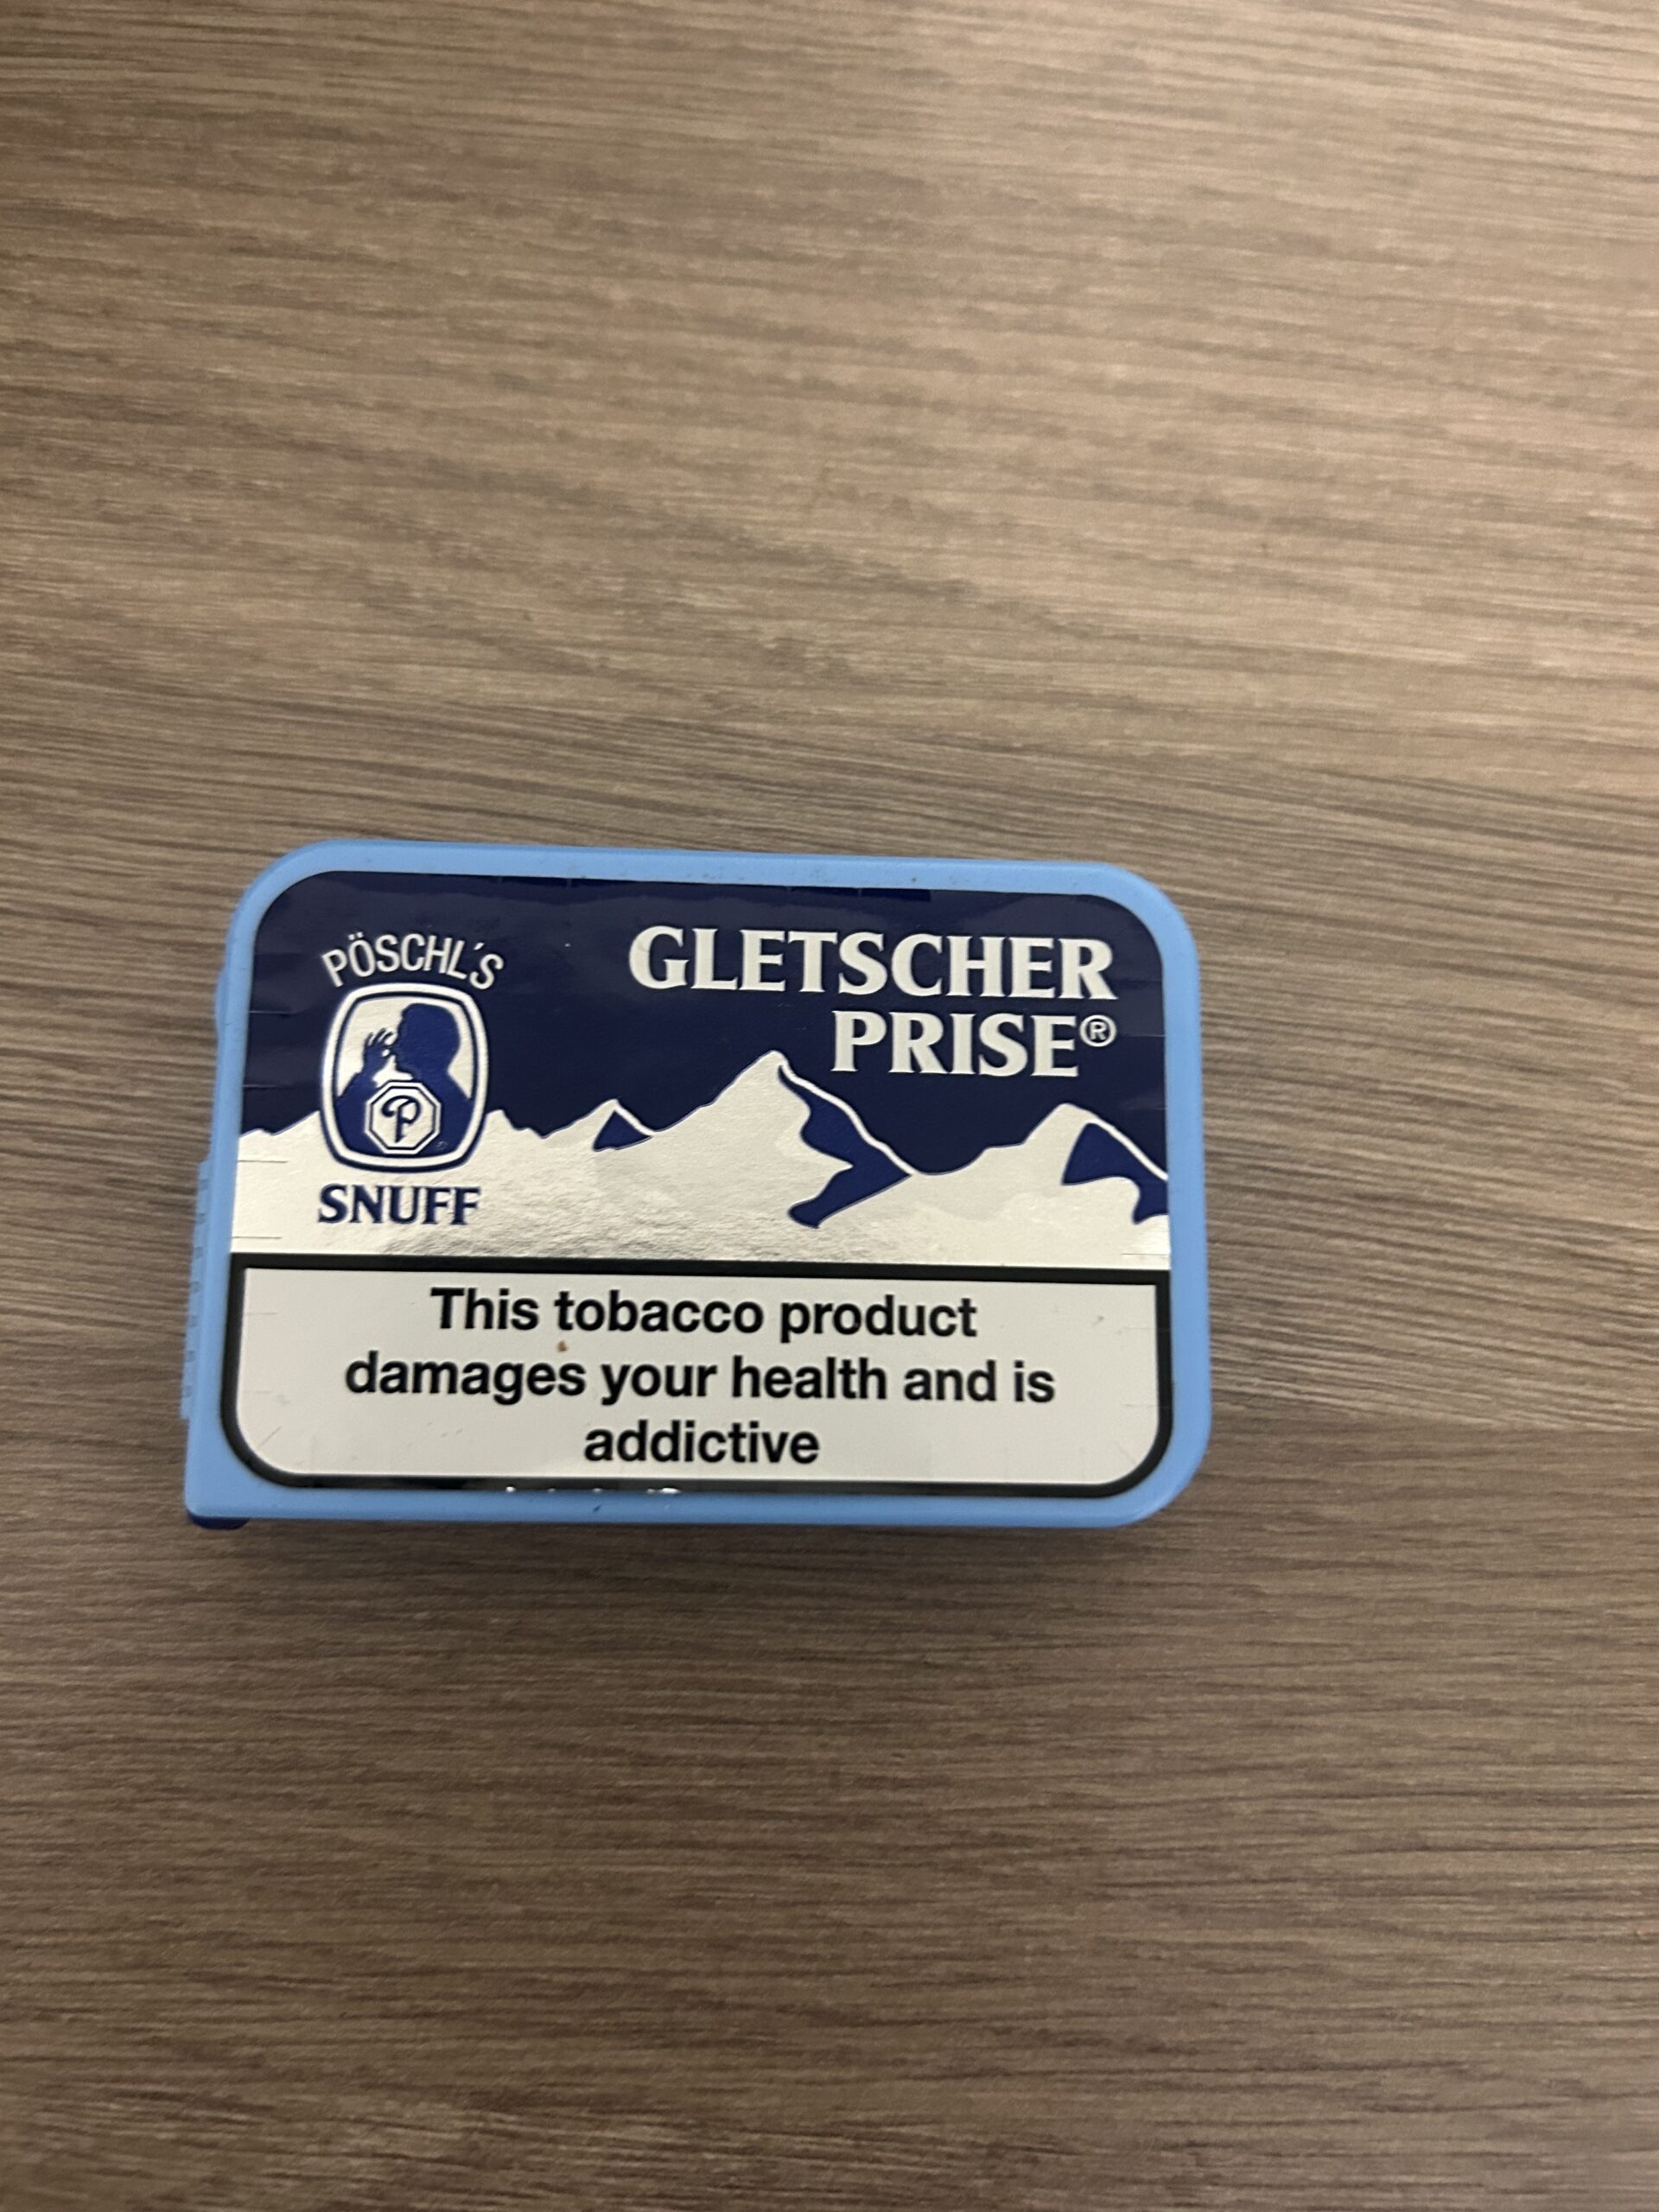 PÖSCHL'S
SNUFF
GLETSCHER
PRISE®
This tobacco product
damages your health and is
addictive